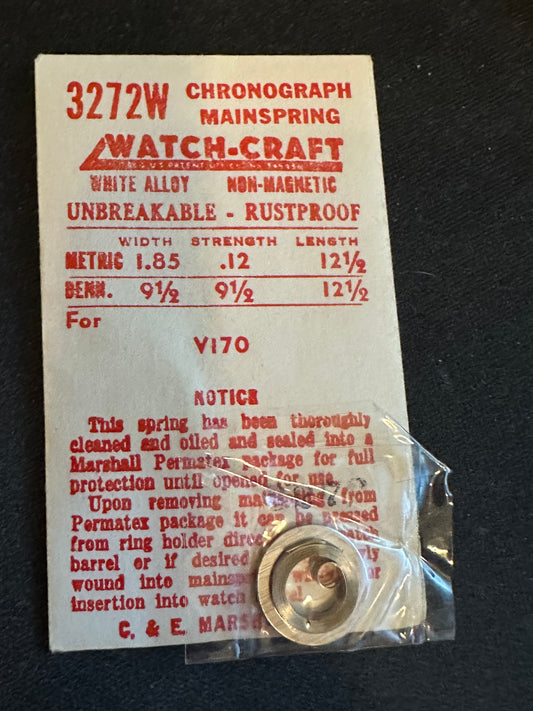 3272W CHRONOGRAPH
MAINSPRING
WATCH-CRAFT
WHITE ALLOY NON-MAGNETIC
UNBREAKABLE - RUSTPROOF
WIDTH STRENGTH LENGTH
METRIC 1.85 .12 12½
DENN. 9½ 9½ 12½
For
V170
NOTICE
This spring has been thoroughly
cleaned and oiled and sealed into a
Marshall Permatex package for full
protection until opened for use.
Upon removing from
Permatex package it can be pressed
from ring holder
barrel or if desired
wound into
insertion into watch
C. & E.